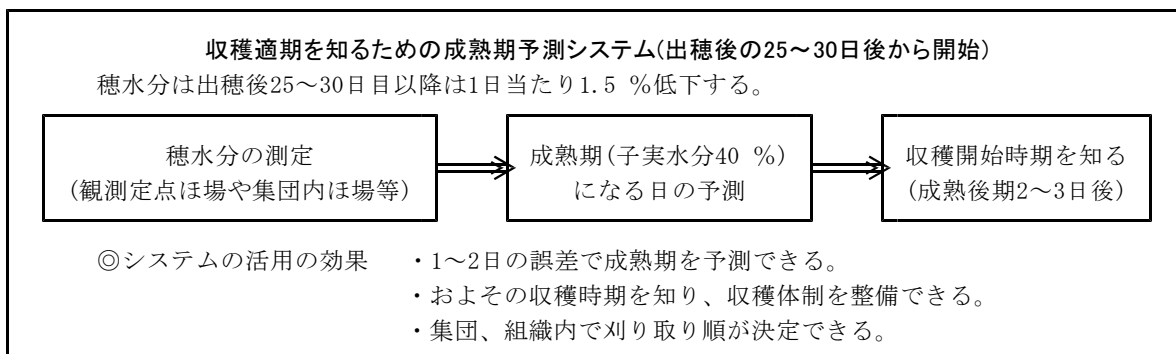 収穫適期を知るための成熟期予測システム(出穂後の25～30日後から開始)
穂水分は出穂後25～30日目以降は1日当たり1.5 %低下する。
穂水分の測定
(観測定点ほ場や集団内ほ場等)
成熟期(子実水分40 %)
になる日の予測
収穫開始時期を知る
(成熟後期2～3日後)
◎システムの活用の効果 ・1～2日の誤差で成熟期を予測できる。
・およその収穫時期を知り、収穫体制を整備できる。
・集団、組織内で刈り取り順が決定できる。